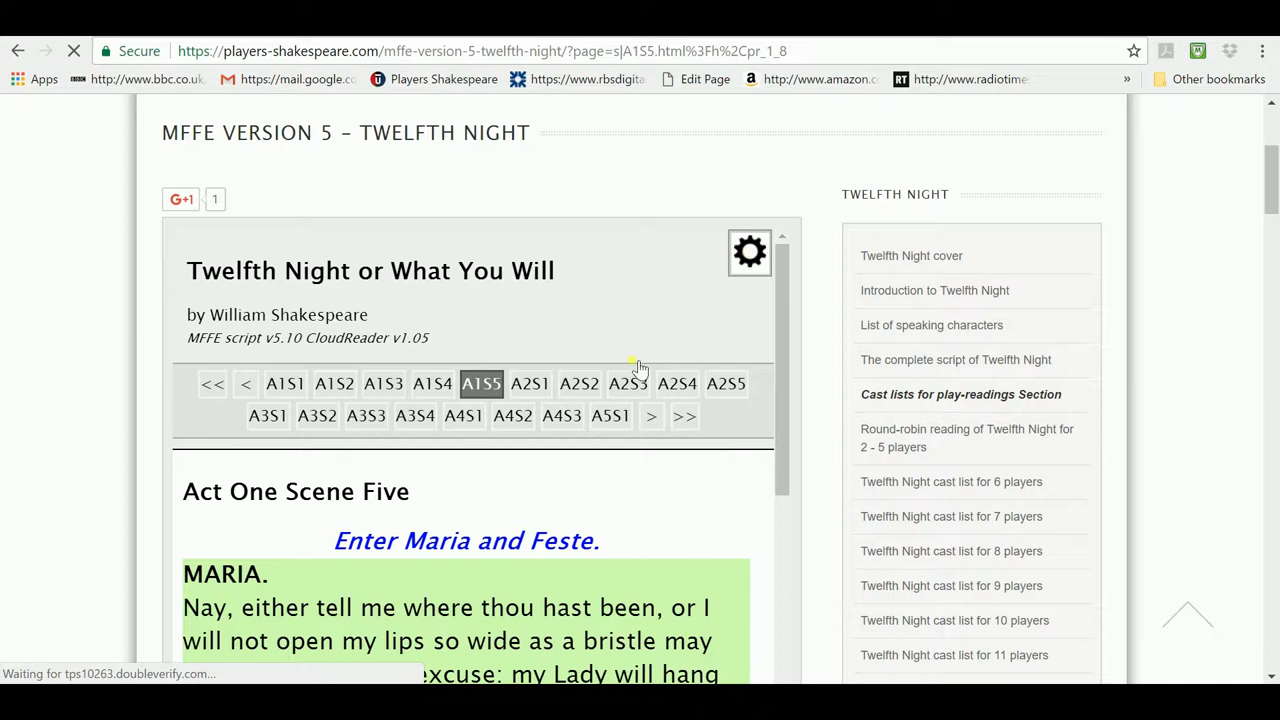 Secure https://players-shakespeare.com/mffe-version-5-twelfth-night/?page=s|A1S5.html%3Fh%2Cpr_1_8
Apps http://www.bbc.co.uk https://mail.google.co Players Shakespeare https://www.rbsdigita Edit Page http://www.amazon.c http://www.radiotime » Other bookmarks
MFFE VERSION 5 – TWELFTH NIGHT
G+1 1
Twelfth Night or What You Will
by William Shakespeare
MFFE script v5.10 CloudReader v1.05
<< < A1S1 A1S2 A1S3 A1S4 A1S5 A2S1 A2S2 A2S3 A2S4 A2S5
A3S1 A3S2 A3S3 A3S4 A4S1 A4S2 A4S3 A5S1 > >>
Act One Scene Five
Enter Maria and Feste.
MARIA.
Nay, either tell me where thou hast been, or I
will not open my lips so wide as a bristle may
excuse: my Lady will hang
TWELFTH NIGHT
Twelfth Night cover
Introduction to Twelfth Night
List of speaking characters
The complete script of Twelfth Night
Cast lists for play-readings Section
Round-robin reading of Twelfth Night for
2 - 5 players
Twelfth Night cast list for 6 players
Twelfth Night cast list for 7 players
Twelfth Night cast list for 8 players
Twelfth Night cast list for 9 players
Twelfth Night cast list for 10 players
Twelfth Night cast list for 11 players
Waiting for tps10263.doubleverify.com...